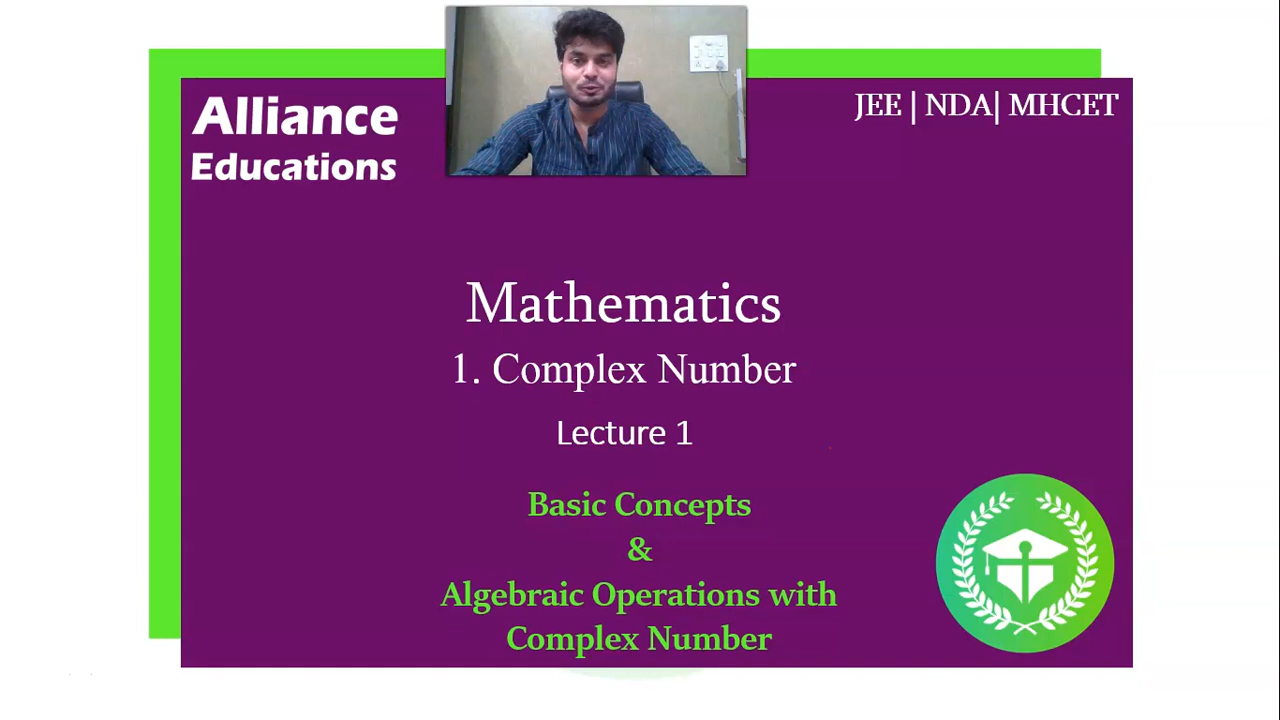 Alliance
Educations
JEE | NDA| MHCET
Mathematics
1. Complex Number
Lecture 1
Basic Concepts
&
Algebraic Operations with
Complex Number